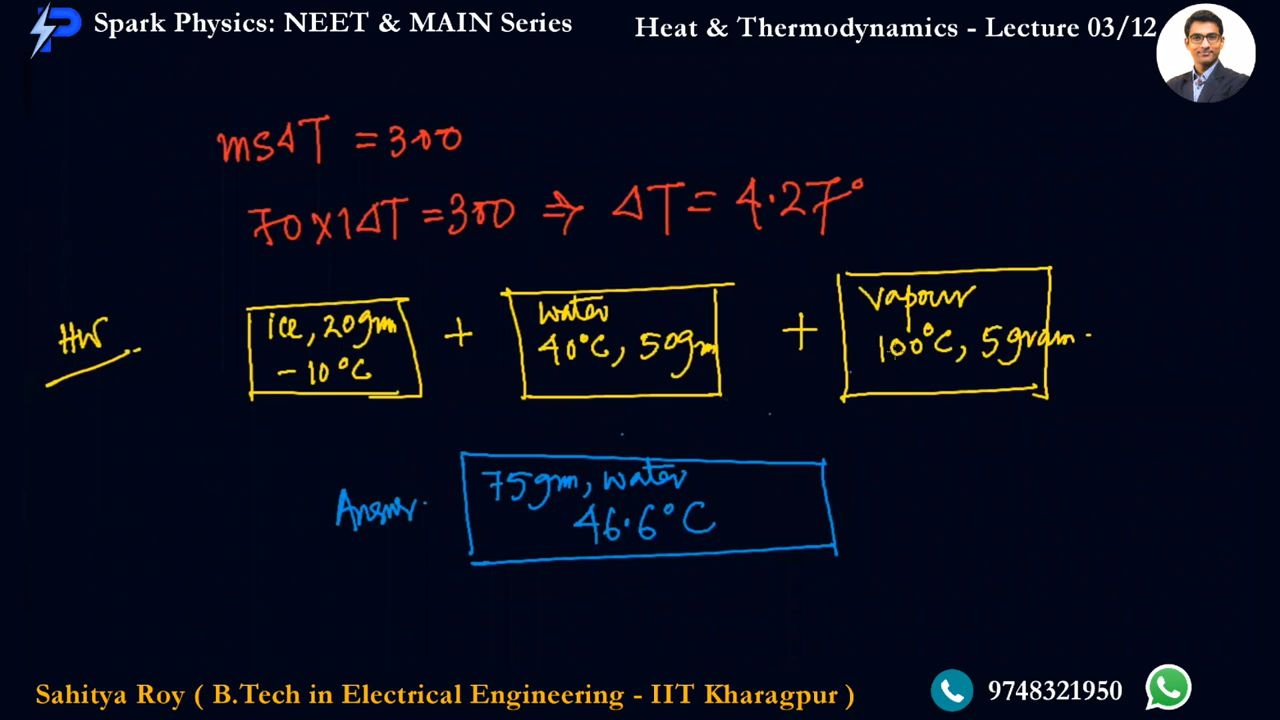 Spark Physics: NEET & MAIN Series
Heat & Thermodynamics - Lecture 03/12
msΔT = 300
70×1ΔT = 300 ⇒ ΔT = 4.27°
HW
ice, 20gm
-10°C
+
water
40°C, 50gm
+
vapour
100°C, 5gram.
Answer.
75gm, water
46.6°C
Sahitya Roy ( B.Tech in Electrical Engineering - IIT Kharagpur )
9748321950